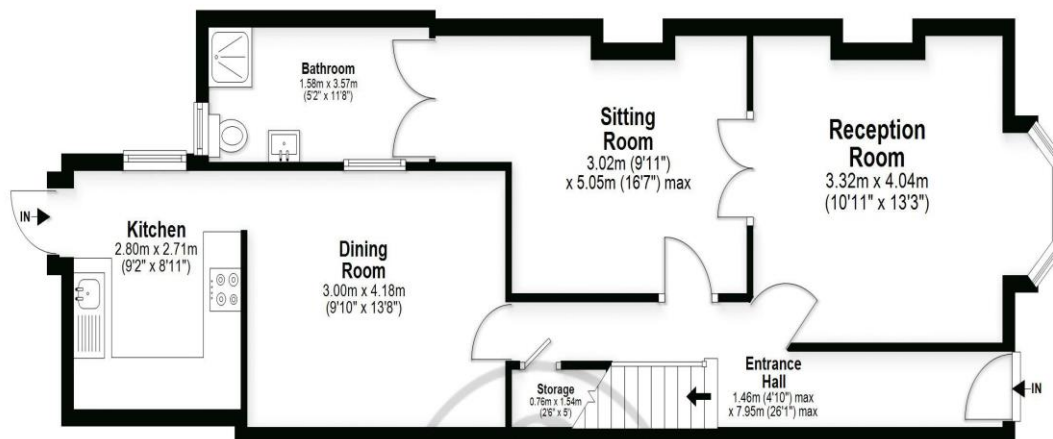 Bathroom
1.58m x 3.57m
(5'2" x 11'8")
Sitting
Room
3.02m (9'11")
x 5.05m (16'7") max
Reception
Room
3.32m x 4.04m
(10'11" x 13'3")
IN
Kitchen
2.80m x 2.71m
(9'2" x 8'11")
Dining
Room
3.00m x 4.18m
(9'10" x 13'8")
Storage
0.76m x 1.54m
(2'6" x 5')
Entrance
Hall
1.46m (4'10") max
x 7.95m (26'1") max
IN